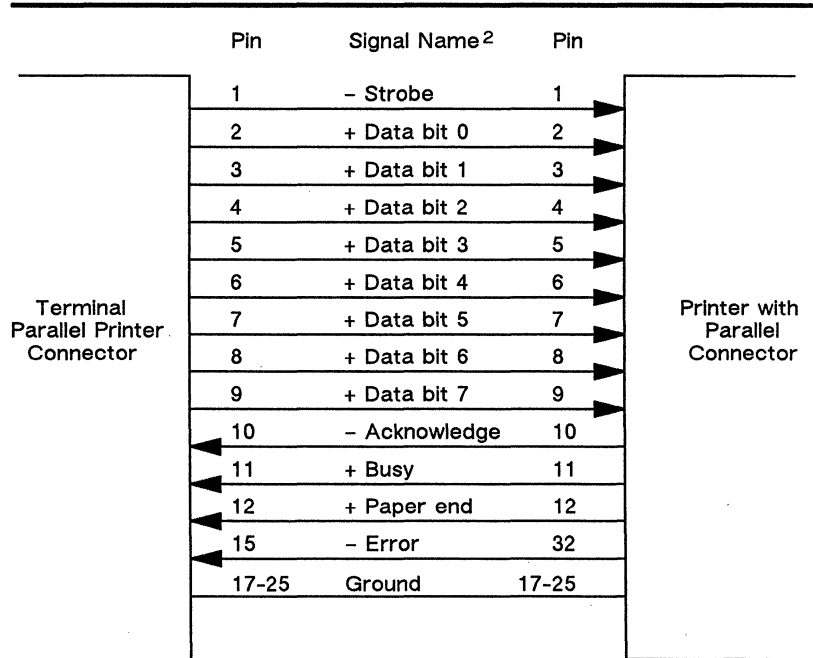 Pin Signal Name2 Pin
1 – Strobe 1
2 + Data bit 0 2
3 + Data bit 1 3
4 + Data bit 2 4
5 + Data bit 3 5
6 + Data bit 4 6
7 + Data bit 5 7
8 + Data bit 6 8
9 + Data bit 7 9
10 – Acknowledge 10
11 + Busy 11
12 + Paper end 12
15 – Error 32
17-25 Ground 17-25
Terminal
Parallel Printer
Connector
Printer with
Parallel
Connector